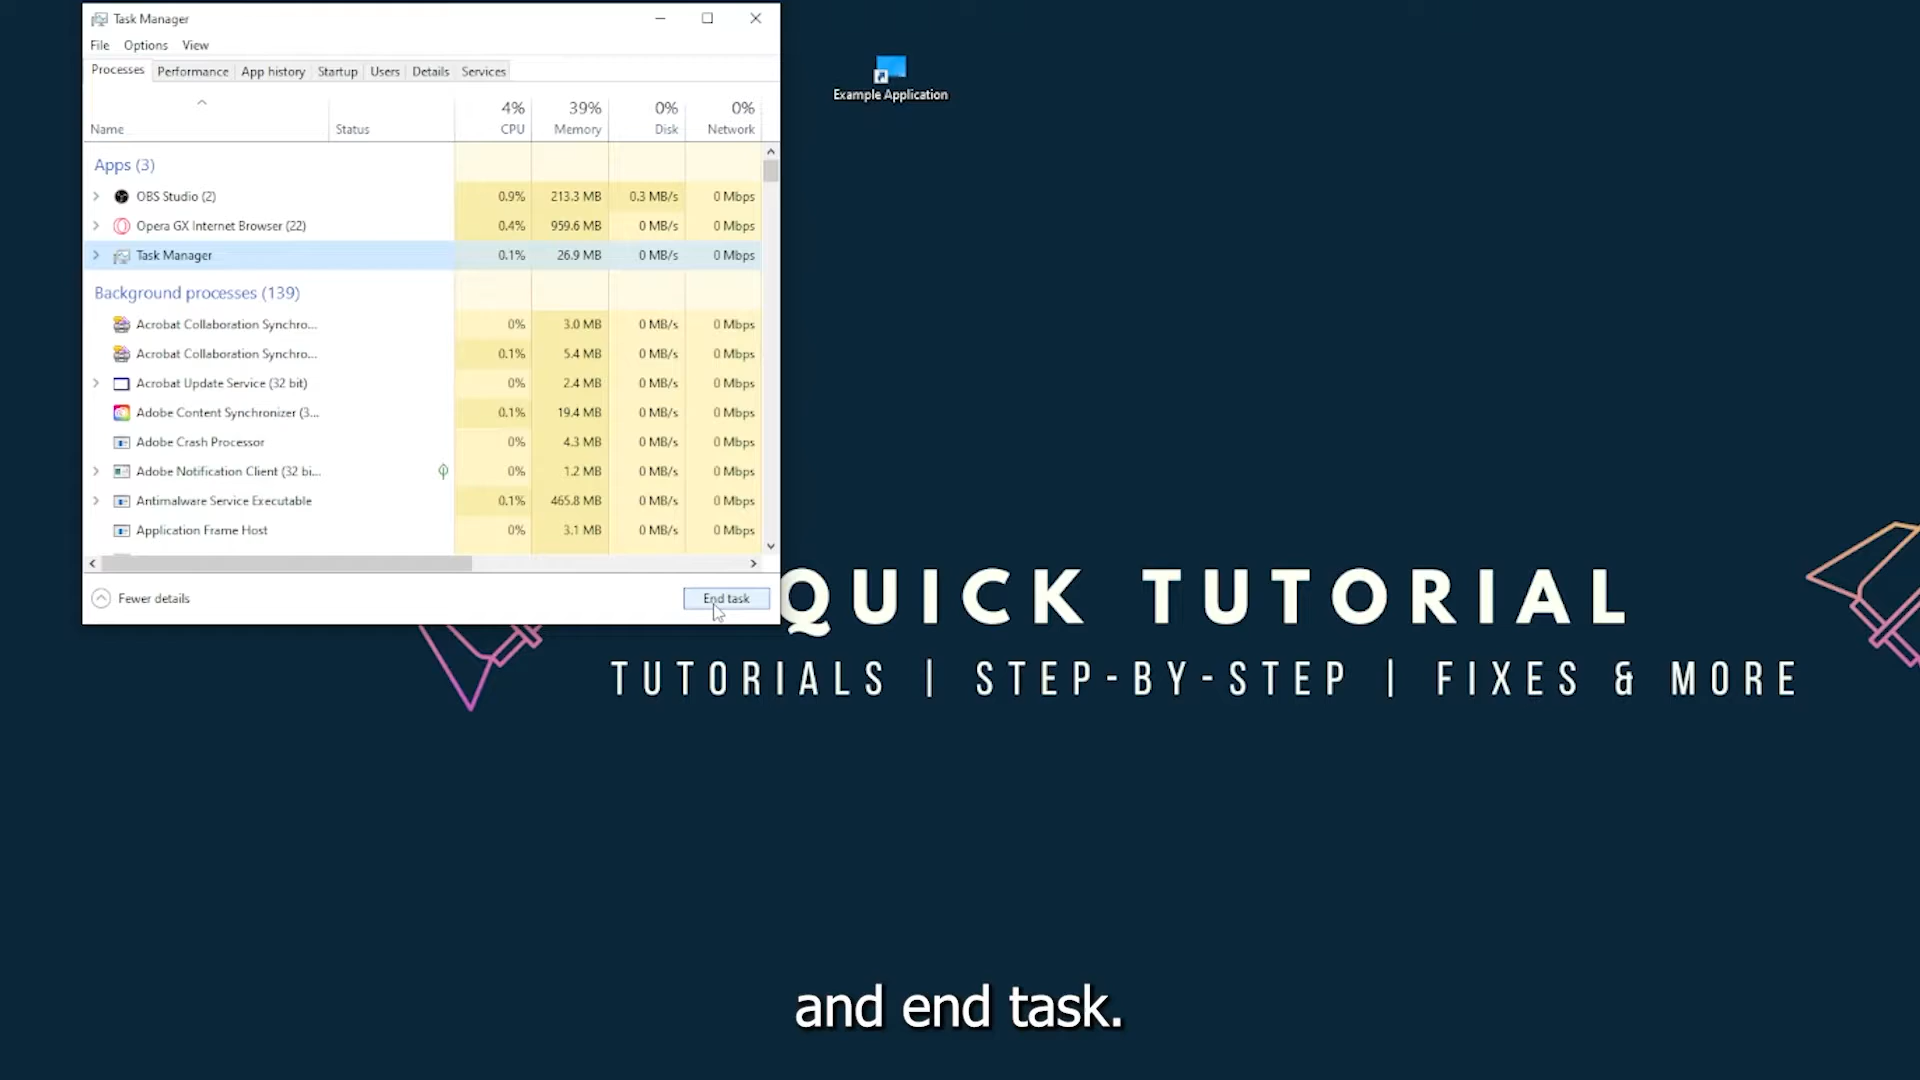 Task Manager
File Options View
Processes Performance App history Startup Users Details Services
4% 39% 0% 0%
Name Status CPU Memory Disk Network
Apps (3)
OBS Studio (2) 0.9% 213.3 MB 0.3 MB/s 0 Mbps
Opera GX Internet Browser (22) 0.4% 959.6 MB 0 MB/s 0 Mbps
Task Manager 0.1% 26.9 MB 0 MB/s 0 Mbps
Background processes (139)
Acrobat Collaboration Synchro... 0% 3.0 MB 0 MB/s 0 Mbps
Acrobat Collaboration Synchro... 0.1% 5.4 MB 0 MB/s 0 Mbps
Acrobat Update Service (32 bit) 0% 2.4 MB 0 MB/s 0 Mbps
Adobe Content Synchronizer (3... 0.1% 19.4 MB 0 MB/s 0 Mbps
Adobe Crash Processor 0% 4.3 MB 0 MB/s 0 Mbps
Adobe Notification Client (32 bi... 0% 1.2 MB 0 MB/s 0 Mbps
Antimalware Service Executable 0.1% 465.8 MB 0 MB/s 0 Mbps
Application Frame Host 0% 3.1 MB 0 MB/s 0 Mbps
Fewer details End task
Example Application
QUICK TUTORIAL
TUTORIALS | STEP-BY-STEP | FIXES & MORE
and end task.